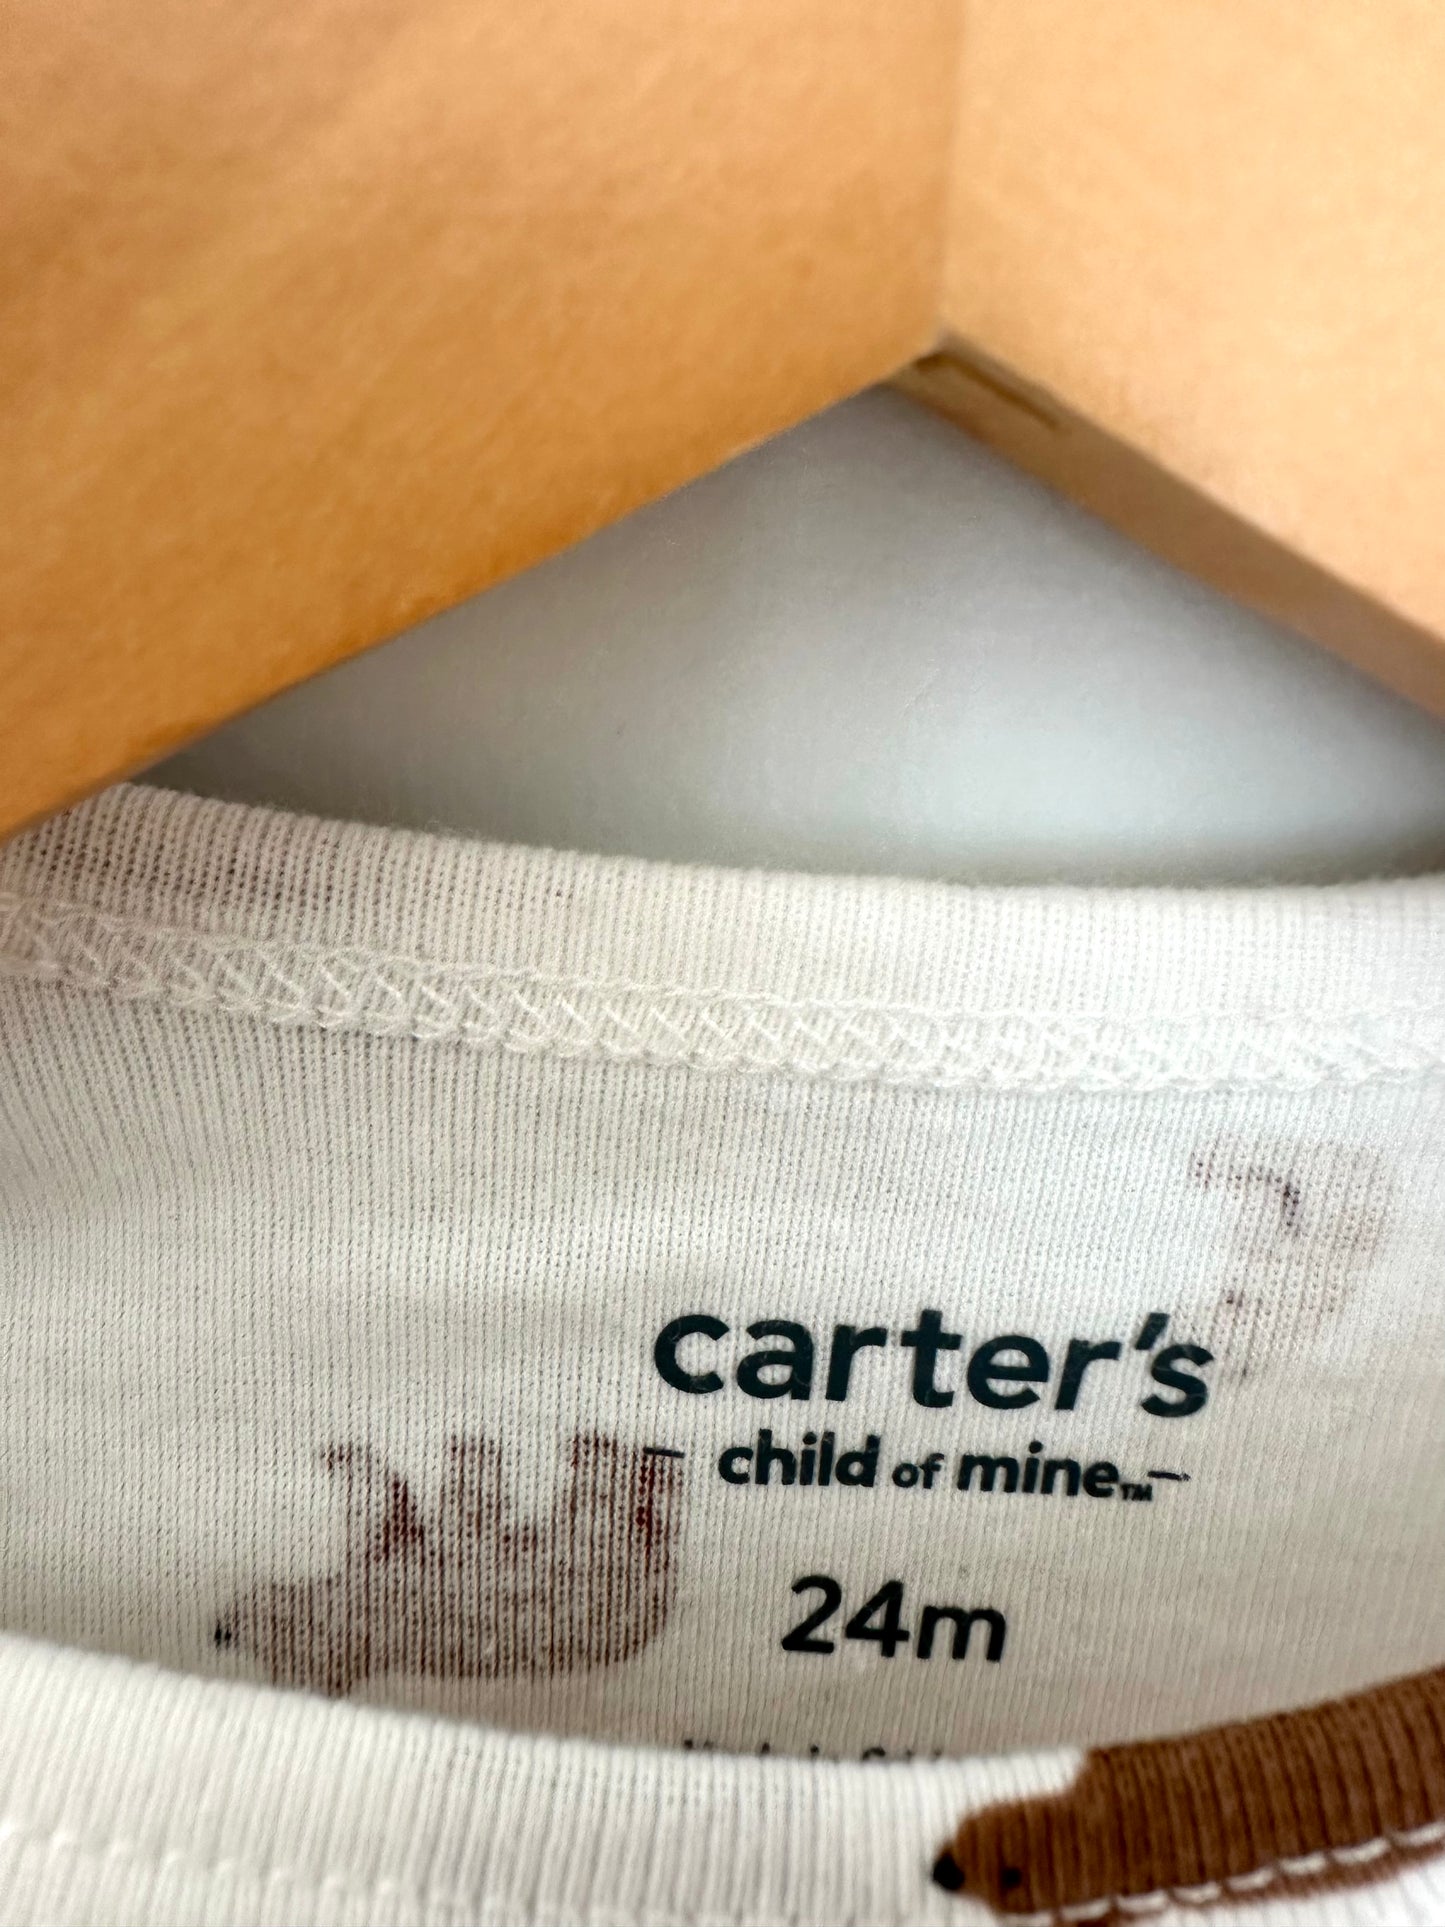 carter's
child of mine™
24m